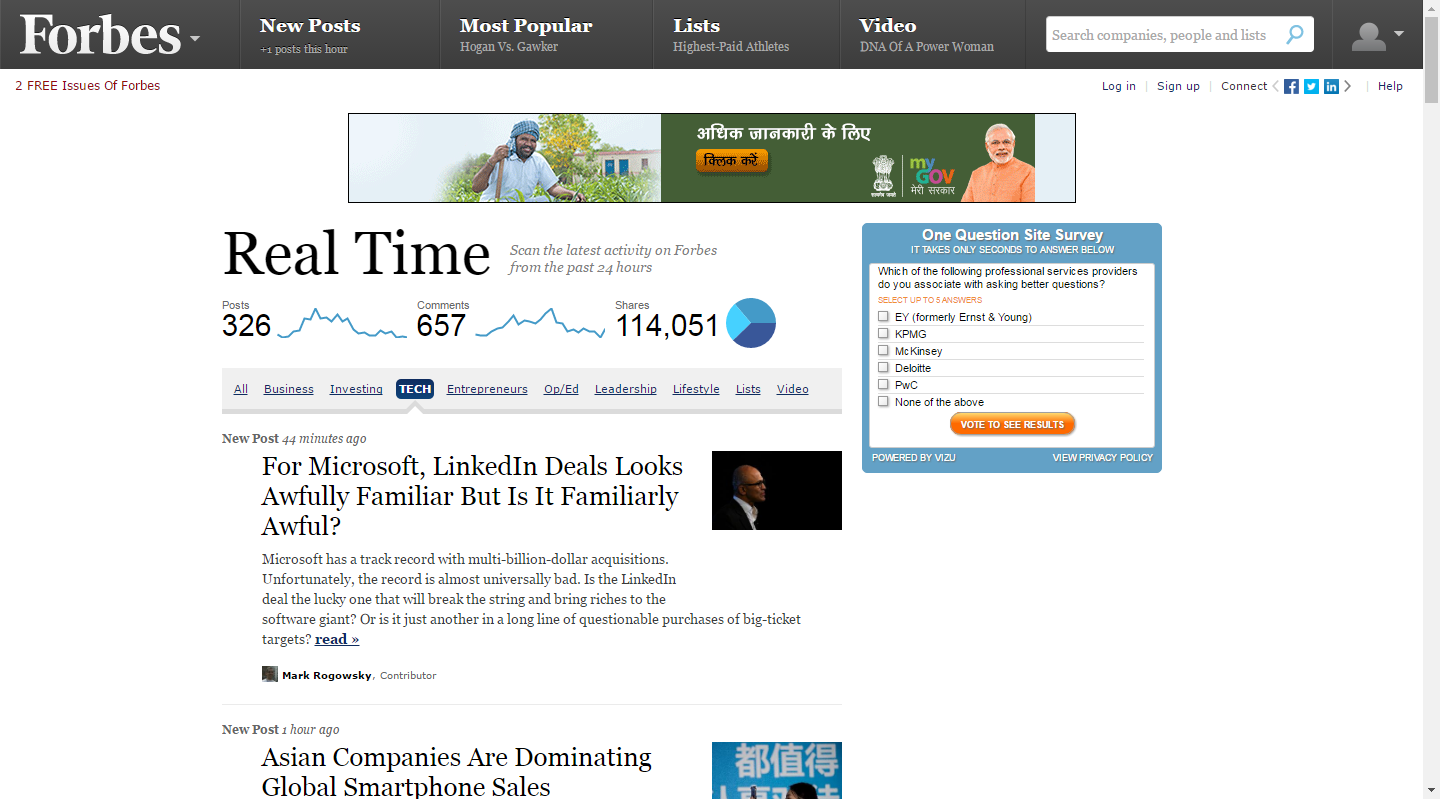 Forbes
New Posts
+1 posts this hour
Most Popular
Hogan Vs. Gawker
Lists
Highest-Paid Athletes
Video
DNA Of A Power Woman
Search companies, people and lists
2 FREE Issues Of Forbes
Log in
Sign up
Connect
Help
अधिक जानकारी के लिए
क्लिक करें
my
GOV
मेरी सरकार
Real Time
Scan the latest activity on Forbes
from the past 24 hours
Posts
326
Comments
657
Shares
114,051
All Business Investing TECH Entrepreneurs Op/Ed Leadership Lifestyle Lists Video
New Post 44 minutes ago
For Microsoft, LinkedIn Deals Looks
Awfully Familiar But Is It Familiarly
Awful?
Microsoft has a track record with multi-billion-dollar acquisitions.
Unfortunately, the record is almost universally bad. Is the LinkedIn
deal the lucky one that will break the string and bring riches to the
software giant? Or is it just another in a long line of questionable purchases of big-ticket
targets? read »
Mark Rogowsky, Contributor
New Post 1 hour ago
Asian Companies Are Dominating
Global Smartphone Sales
都值得
One Question Site Survey
IT TAKES ONLY SECONDS TO ANSWER BELOW
Which of the following professional services providers
do you associate with asking better questions?
SELECT UP TO 5 ANSWERS
EY (formerly Ernst & Young)
KPMG
McKinsey
Deloitte
PwC
None of the above
VOTE TO SEE RESULTS
POWERED BY VIZU
VIEW PRIVACY POLICY